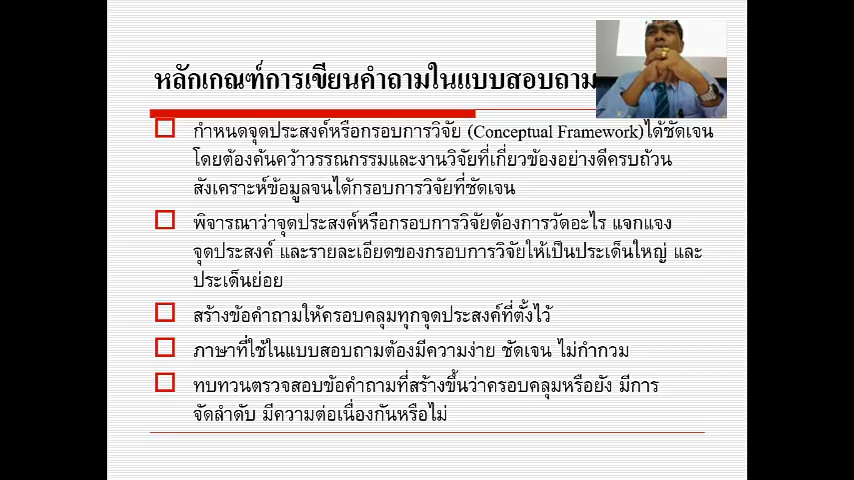 หลักเกณฑ์การเขียนคำถามในแบบสอบถาม
กำหนดจุดประสงค์หรือกรอบการวิจัย (Conceptual Framework)ได้ชัดเจน
โดยต้องค้นคว้าวรรณกรรมและงานวิจัยที่เกี่ยวข้องอย่างดีครบถ้วน
สังเคราะห์ข้อมูลจนได้กรอบการวิจัยที่ชัดเจน
พิจารณาว่าจุดประสงค์หรือกรอบการวิจัยต้องการวัดอะไร แจกแจง
จุดประสงค์ และรายละเอียดของกรอบการวิจัยให้เป็นประเด็นใหญ่ และ
ประเด็นย่อย
สร้างข้อคำถามให้ครอบคลุมทุกจุดประสงค์ที่ตั้งไว้
ภาษาที่ใช้ในแบบสอบถามต้องมีความง่าย ชัดเจน ไม่กำกวม
ทบทวนตรวจสอบข้อคำถามที่สร้างขึ้นว่าครอบคลุมหรือยัง มีการ
จัดลำดับ มีความต่อเนื่องกันหรือไม่